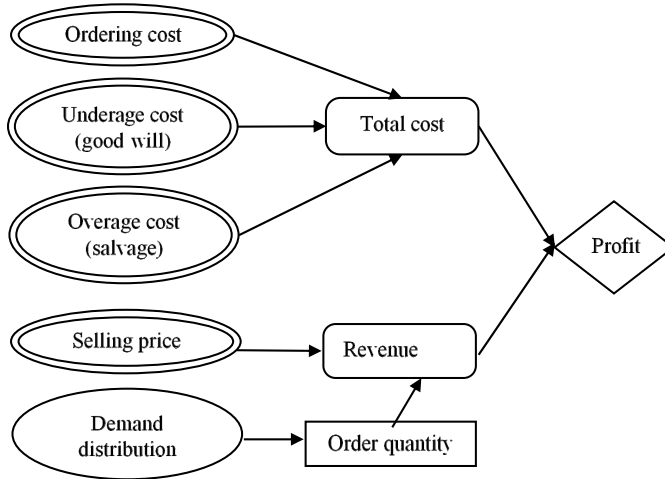 Ordering cost
Underage cost
(good will)
Total cost
Overage cost
(salvage)
Profit
Selling price
Revenue
Demand
distribution
Order quantity